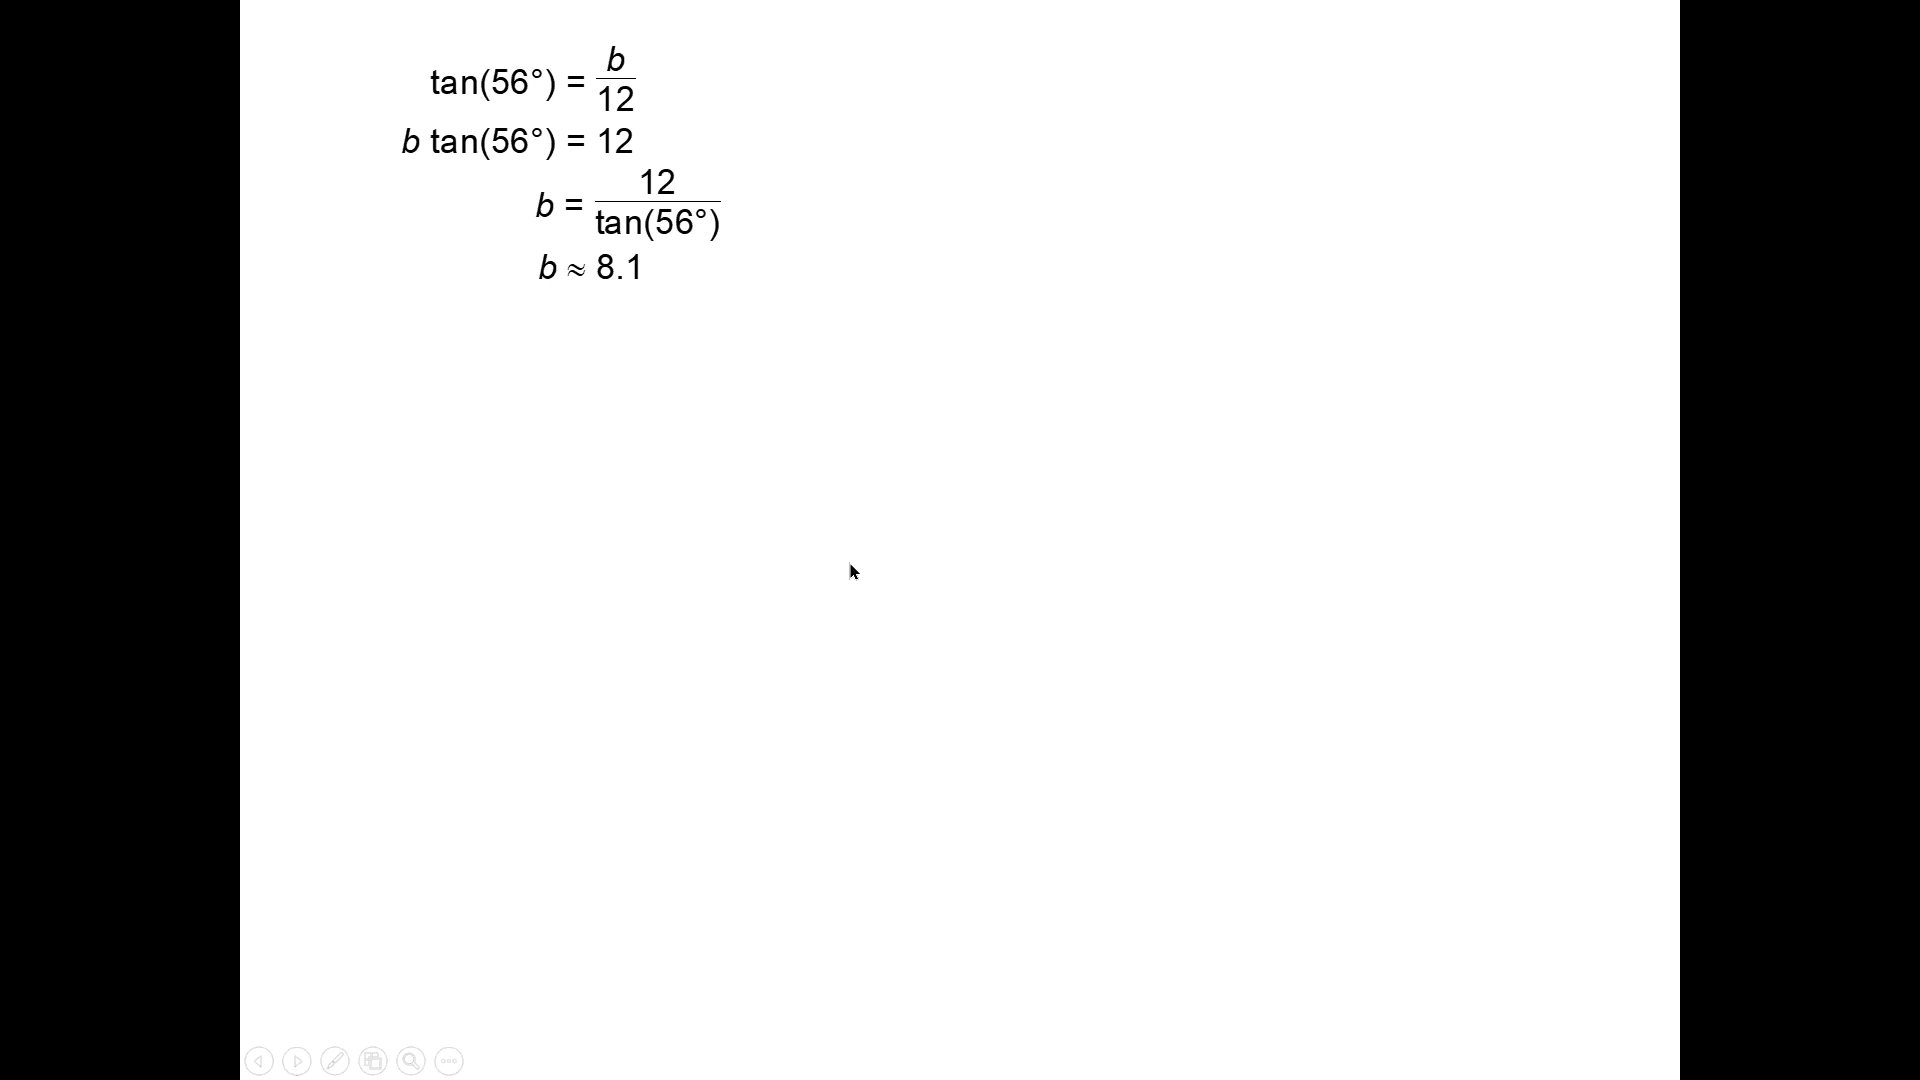 tan(56°) = b/12
b tan(56°) = 12
b = 12/tan(56°)
b ≈ 8.1